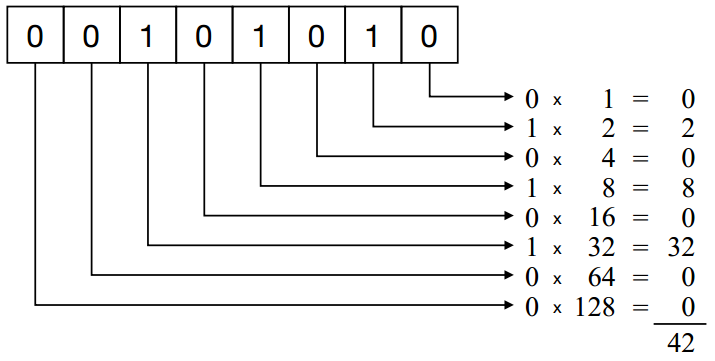 0 0 1 0 1 0 1 0
0 x 1 = 0
1 x 2 = 2
0 x 4 = 0
1 x 8 = 8
0 x 16 = 0
1 x 32 = 32
0 x 64 = 0
0 x 128 = 0
42